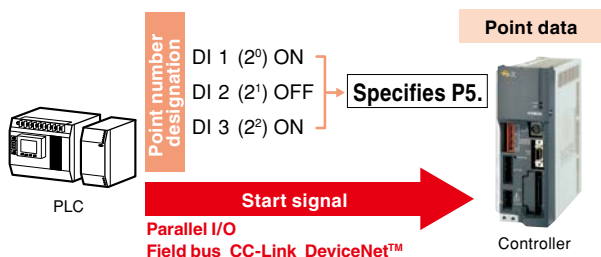 Point data
Point number
designation
DI 1 (2⁰) ON
DI 2 (2¹) OFF
DI 3 (2²) ON
Specifies P5.
PLC
Start signal
Parallel I/O
Field bus CC-Link DeviceNet™
Controller